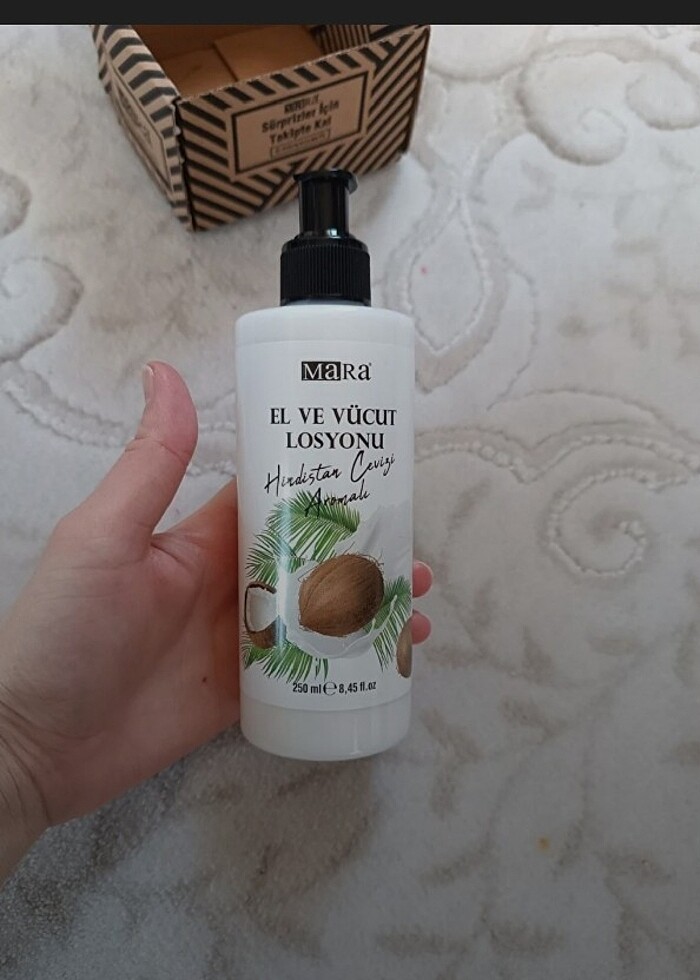 Sürprizler İçin
Takipte Kal
MaRa
EL VE VÜCUT
LOSYONU
Hindistan Cevizi
Aromalı
250 ml ℮ 8,45 fl.oz